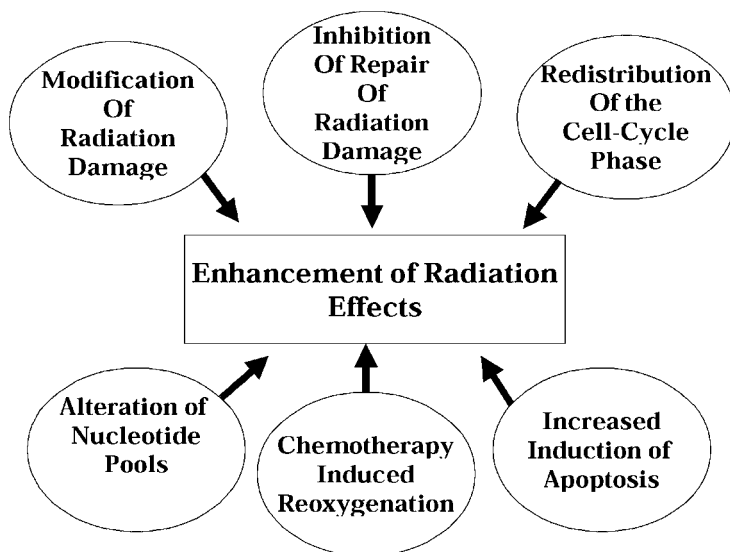 Modification
Of
Radiation
Damage
Inhibition
Of Repair
Of
Radiation
Damage
Redistribution
Of the
Cell-Cycle
Phase
Enhancement of Radiation
Effects
Alteration of
Nucleotide
Pools
Chemotherapy
Induced
Reoxygenation
Increased
Induction of
Apoptosis